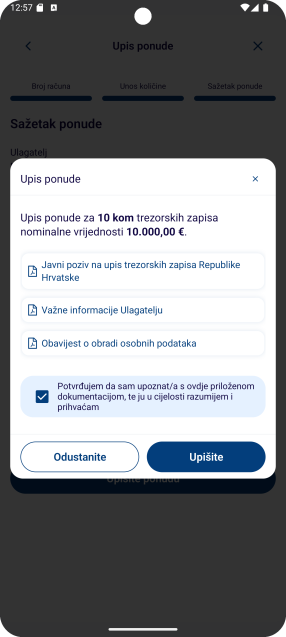 12:57
Upis ponude
Broj računa
Unos količine
Sažetak ponude
Sažetak ponude
Ulagatelj
Upis ponude
Upis ponude za 10 kom trezorskih zapisa
nominalne vrijednosti 10.000,00 €.
Javni poziv na upis trezorskih zapisa Republike
Hrvatske
Važne informacije Ulagatelju
Obavijest o obradi osobnih podataka
Potvrđujem da sam upoznat/a s ovdje priloženom
dokumentacijom, te ju u cijelosti razumijem i
prihvaćam
Odustanite
Upišite
Upišite ponudu